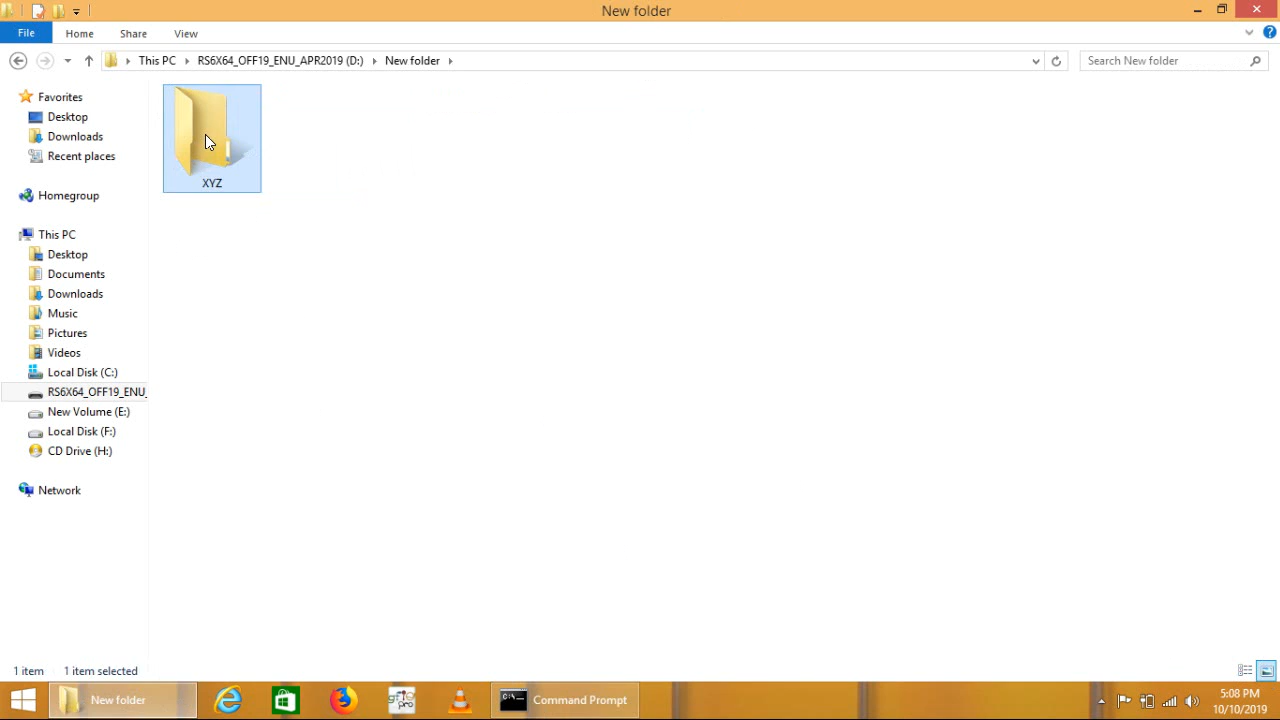 New folder
File Home Share View
This PC RS6X64_OFF19_ENU_APR2019 (D:) New folder
Search New folder
Favorites
Desktop
Downloads
Recent places
Homegroup
This PC
Desktop
Documents
Downloads
Music
Pictures
Videos
Local Disk (C:)
RS6X64_OFF19_ENU_
New Volume (E:)
Local Disk (F:)
CD Drive (H:)
Network
XYZ
1 item 1 item selected
New folder
Command Prompt
5:08 PM
10/10/2019